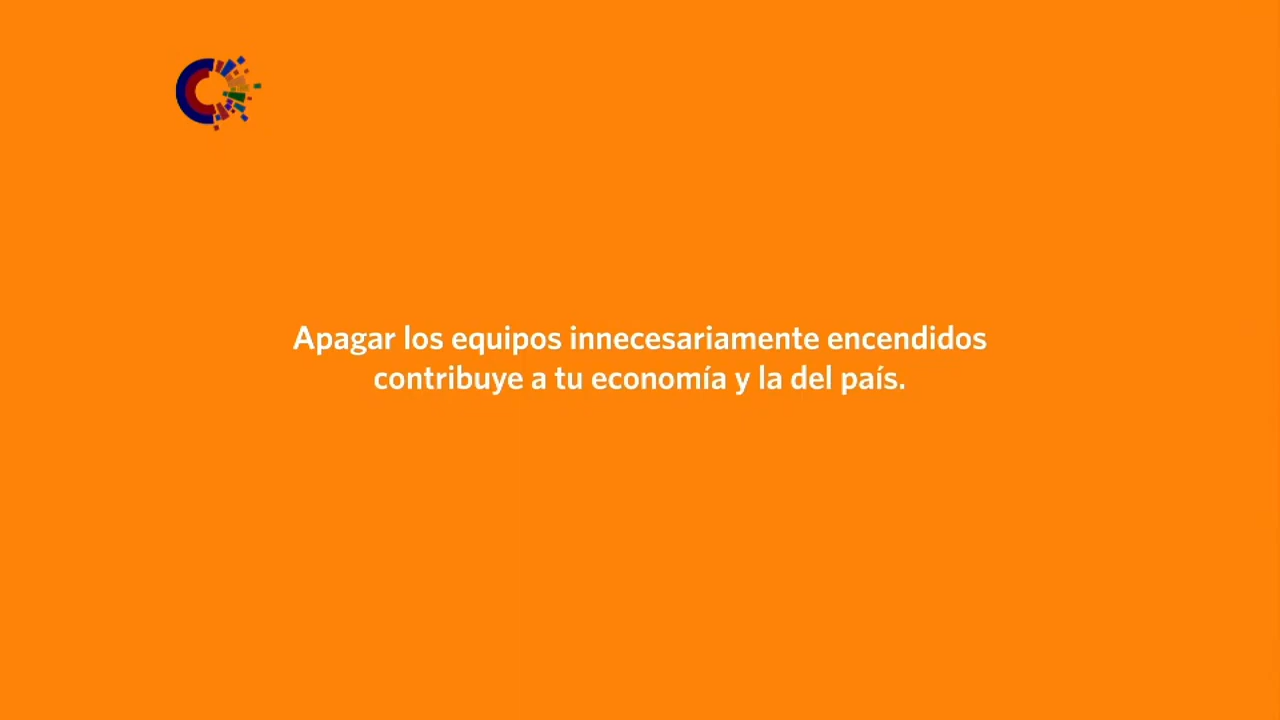 Apagar los equipos innecesariamente encendidos
contribuye a tu economía y la del país.